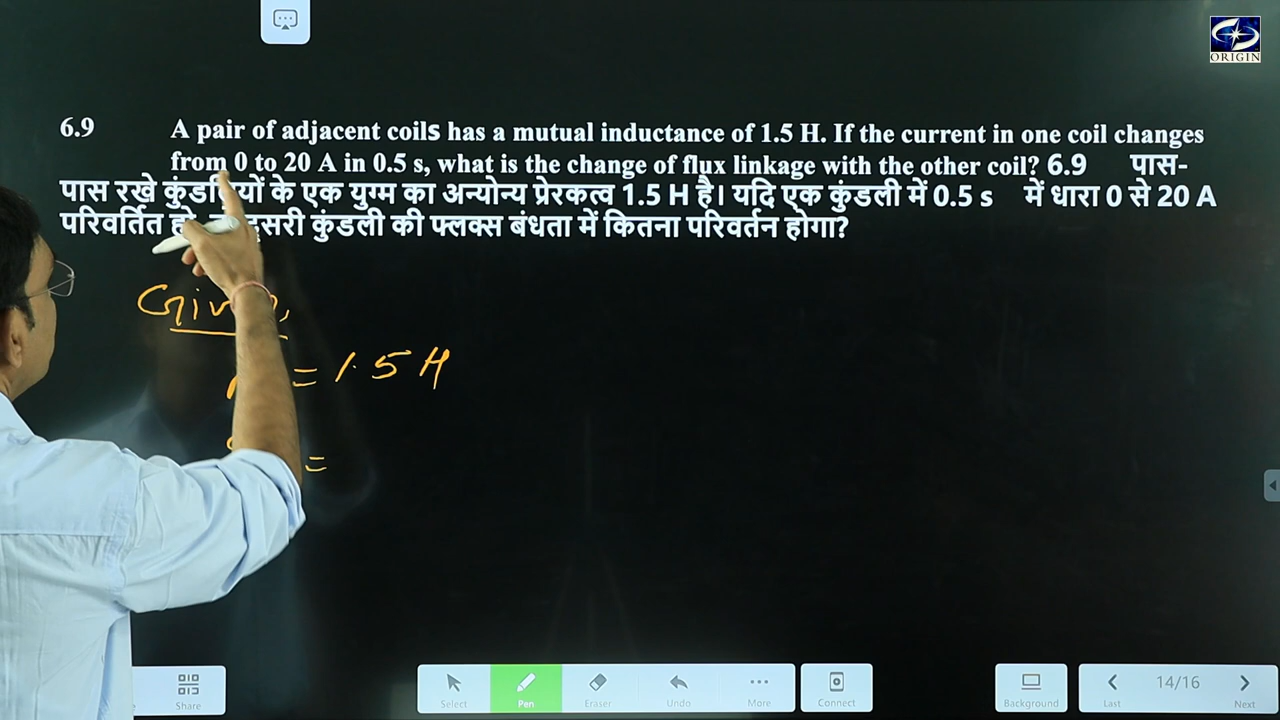 ORIGIN
6.9 A pair of adjacent coils has a mutual inductance of 1.5 H. If the current in one coil changes
from 0 to 20 A in 0.5 s, what is the change of flux linkage with the other coil? 6.9 पास-
पास रखे कुंडलियों के एक युग्म का अन्योन्य प्रेरकत्व 1.5 H है। यदि एक कुंडली में 0.5 s में धारा 0 से 20 A
परिवर्तित हो, दूसरी कुंडली की फ्लक्स बंधता में कितना परिवर्तन होगा?
= 1.5 H
=
Share Select Pen Eraser Undo More Connect Background Last 14/16 Next